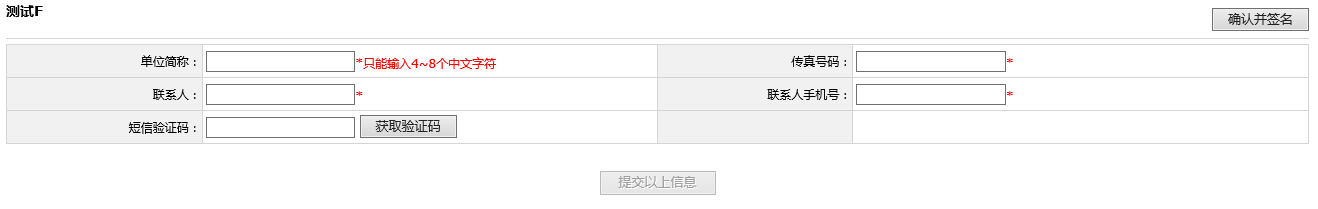 测试F
确认并签名
单位简称： *只能输入4~8个中文字符 传真号码： *
联系人： * 联系人手机号： *
短信验证码： 获取验证码
提交以上信息